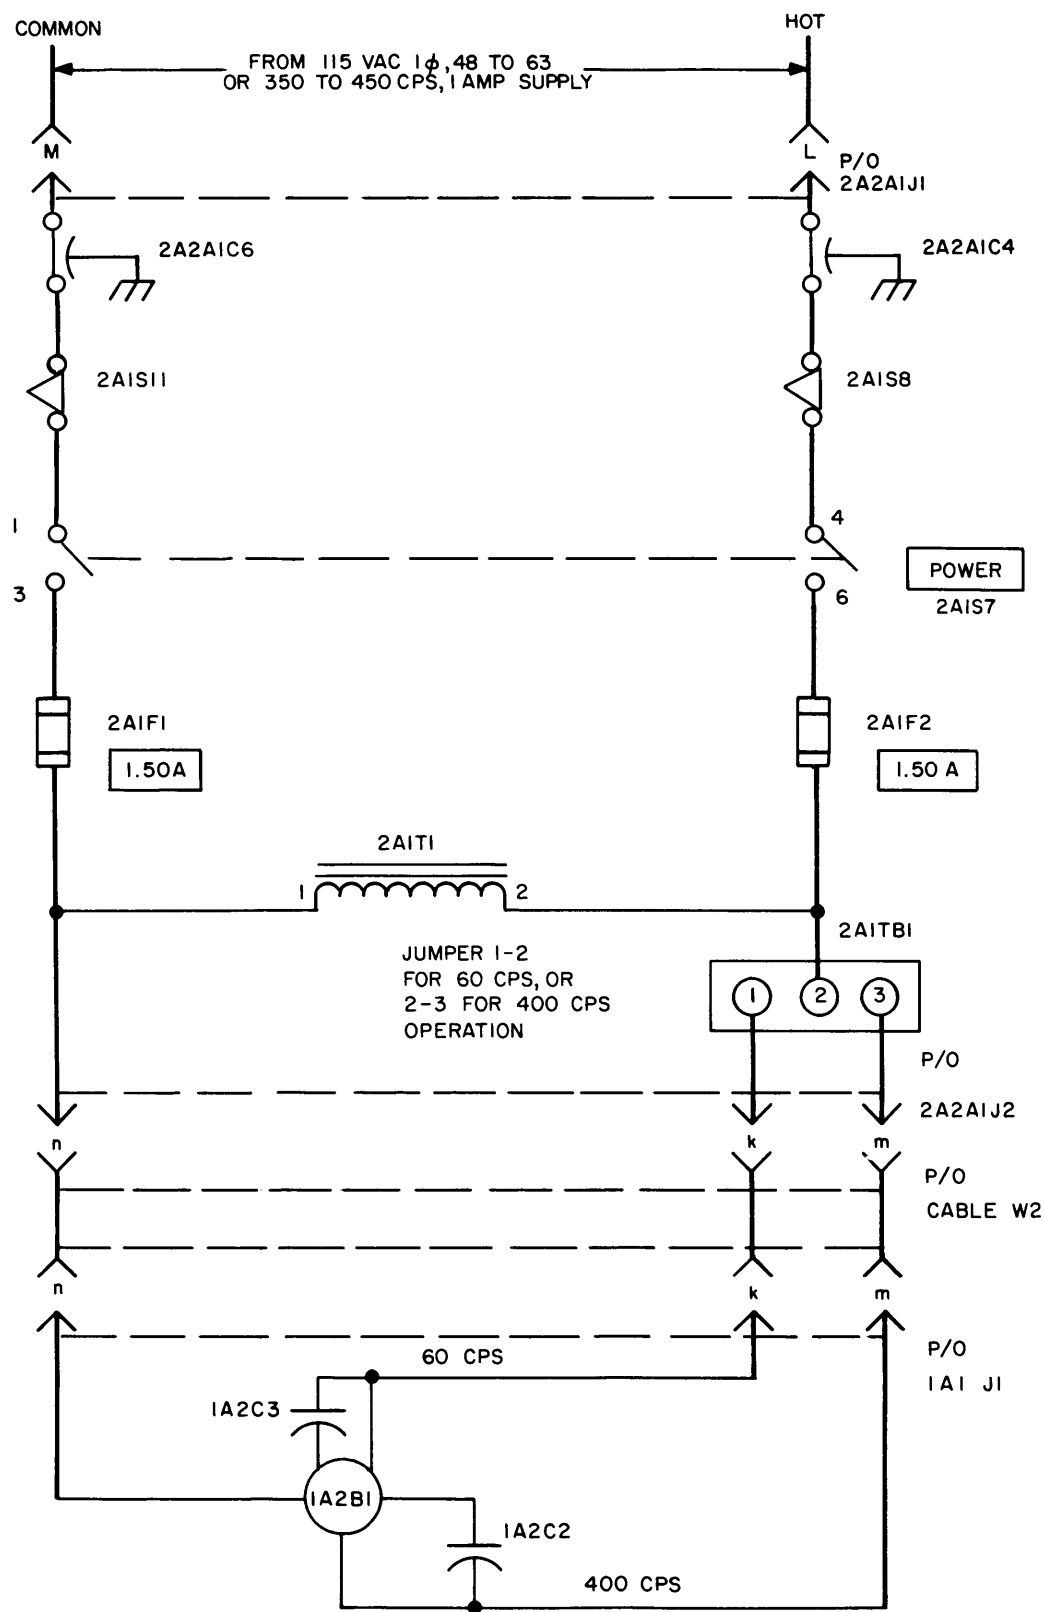 COMMON
HOT
FROM 115 VAC 1ϕ, 48 TO 63
OR 350 TO 450 CPS, 1 AMP SUPPLY
M
L
P/O
2A2A1J1
2A2A1C6
2A2A1C4
2A1S11
2A1S8
1
4
3
6
POWER
2A1S7
2A1F1
1.50A
2A1F2
1.50 A
2A1T1
1
2
2A1TB1
JUMPER 1-2
FOR 60 CPS, OR
2-3 FOR 400 CPS
OPERATION
1
2
3
P/O
2A2A1J2
n
k
m
P/O
CABLE W2
n
k
m
P/O
1A1 J1
60 CPS
1A2C3
1A2B1
1A2C2
400 CPS